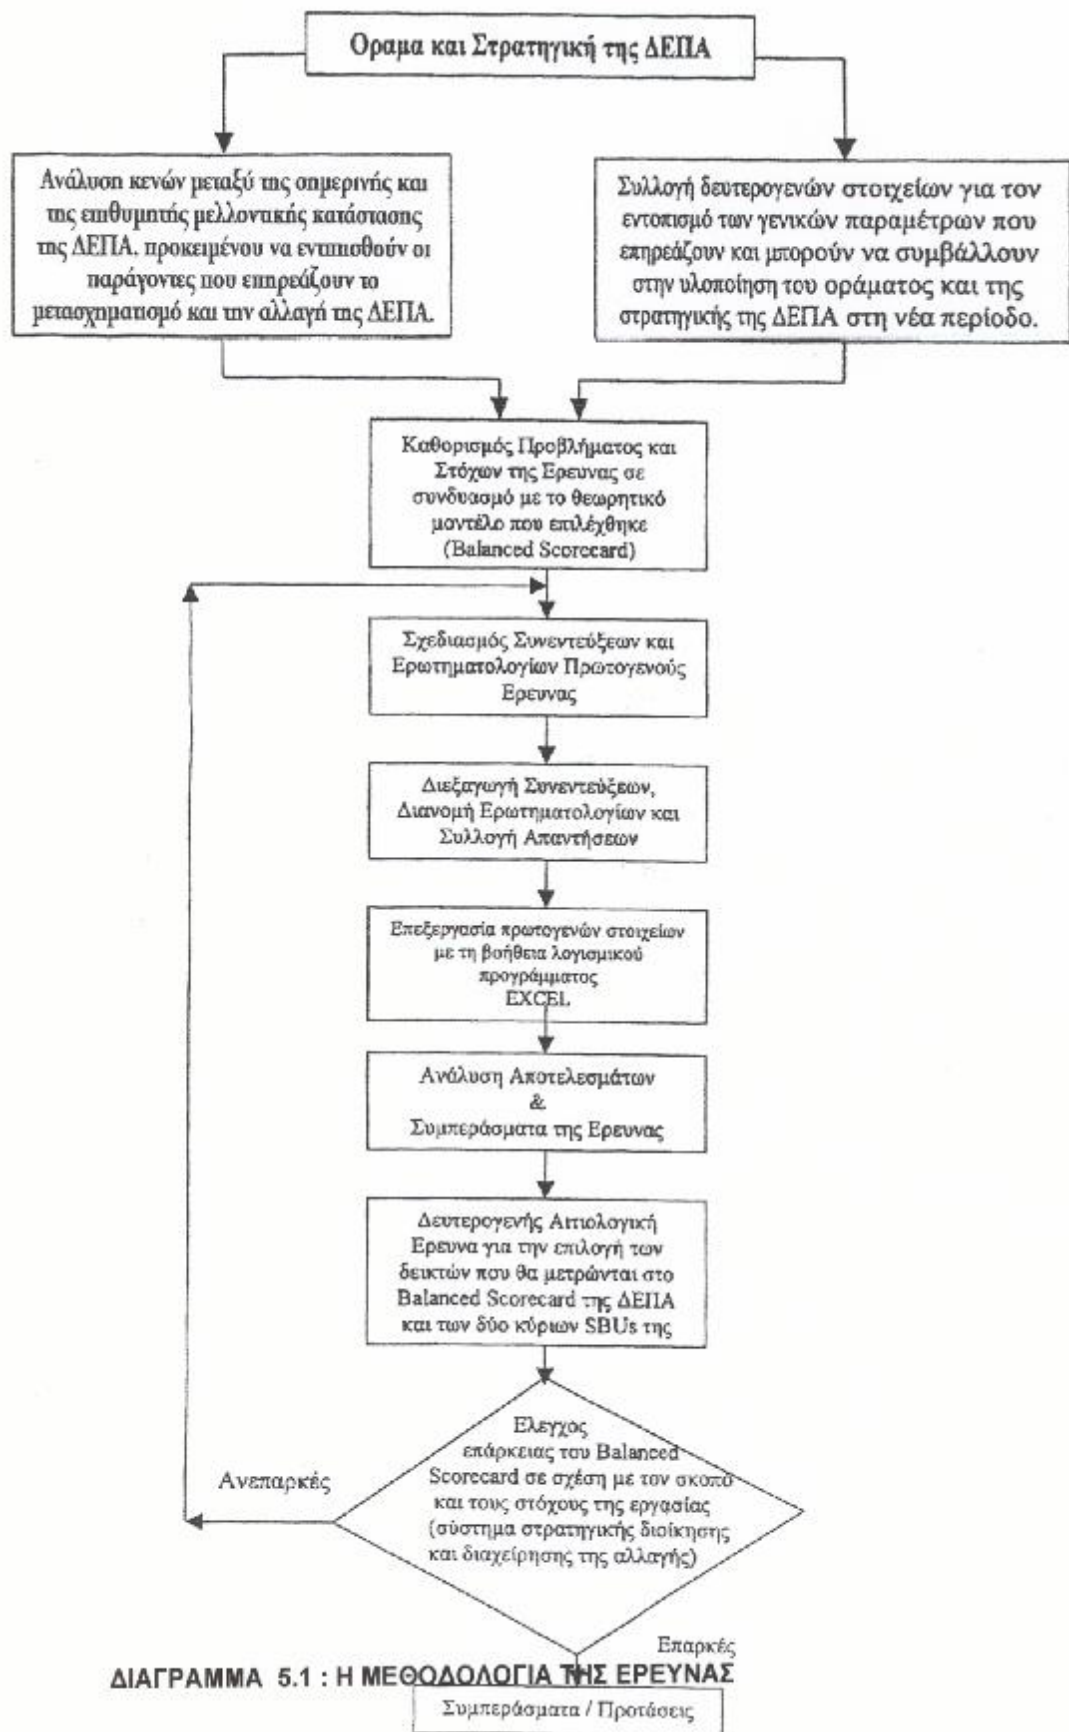 Οραμα και Στρατηγική της ΔΕΠΑ
Ανάλυση κενών μεταξύ της σημερινής και
της επιθυμητής μελλοντικής κατάστασης
της ΔΕΠΑ, προκειμένου να εντοπισθούν οι
παράγοντες που επηρεάζουν το
μετασχηματισμό και την αλλαγή της ΔΕΠΑ.
Συλλογή δευτερογενών στοιχείων για τον
εντοπισμό των γενικών παραμέτρων που
επηρεάζουν και μπορούν να συμβάλλουν
στην υλοποίηση του οράματος και της
στρατηγικής της ΔΕΠΑ στη νέα περίοδο.
Καθορισμός Προβλήματος και
Στόχων της Ερευνας σε
συνδυασμό με το θεωρητικό
μοντέλο που επιλέχθηκε
(Balanced Scorecard)
Σχεδιασμός Συνεντεύξεων και
Ερωτηματολογίων Πρωτογενούς
Ερευνας
Διεξαγωγή Συνεντεύξεων,
Διανομή Ερωτηματολογίων και
Συλλογή Απαντήσεων
Επεξεργασία πρωτογενών στοιχείων
με τη βοήθεια λογισμικού
προγράμματος
EXCEL
Ανάλυση Αποτελεσμάτων
&
Συμπεράσματα της Ερευνας
Δευτερογενής Αιτιολογική
Ερευνα για την επιλογή των
δεικτών που θα μετρώνται στο
Balanced Scorecard της ΔΕΠΑ
και των δύο κύριων SBUs της
Ελεγχος
επάρκειας του Balanced
Scorecard σε σχέση με τον σκοπό
και τους στόχους της εργασίας
(σύστημα στρατηγικής διοίκησης
και διαχείρησης της αλλαγής)
Ανεπαρκές
Επαρκές
ΔΙΑΓΡΑΜΜΑ 5.1 : Η ΜΕΘΟΔΟΛΟΓΙΑ ΤΗΣ ΕΡΕΥΝΑΣ
Συμπεράσματα / Προτάσεις